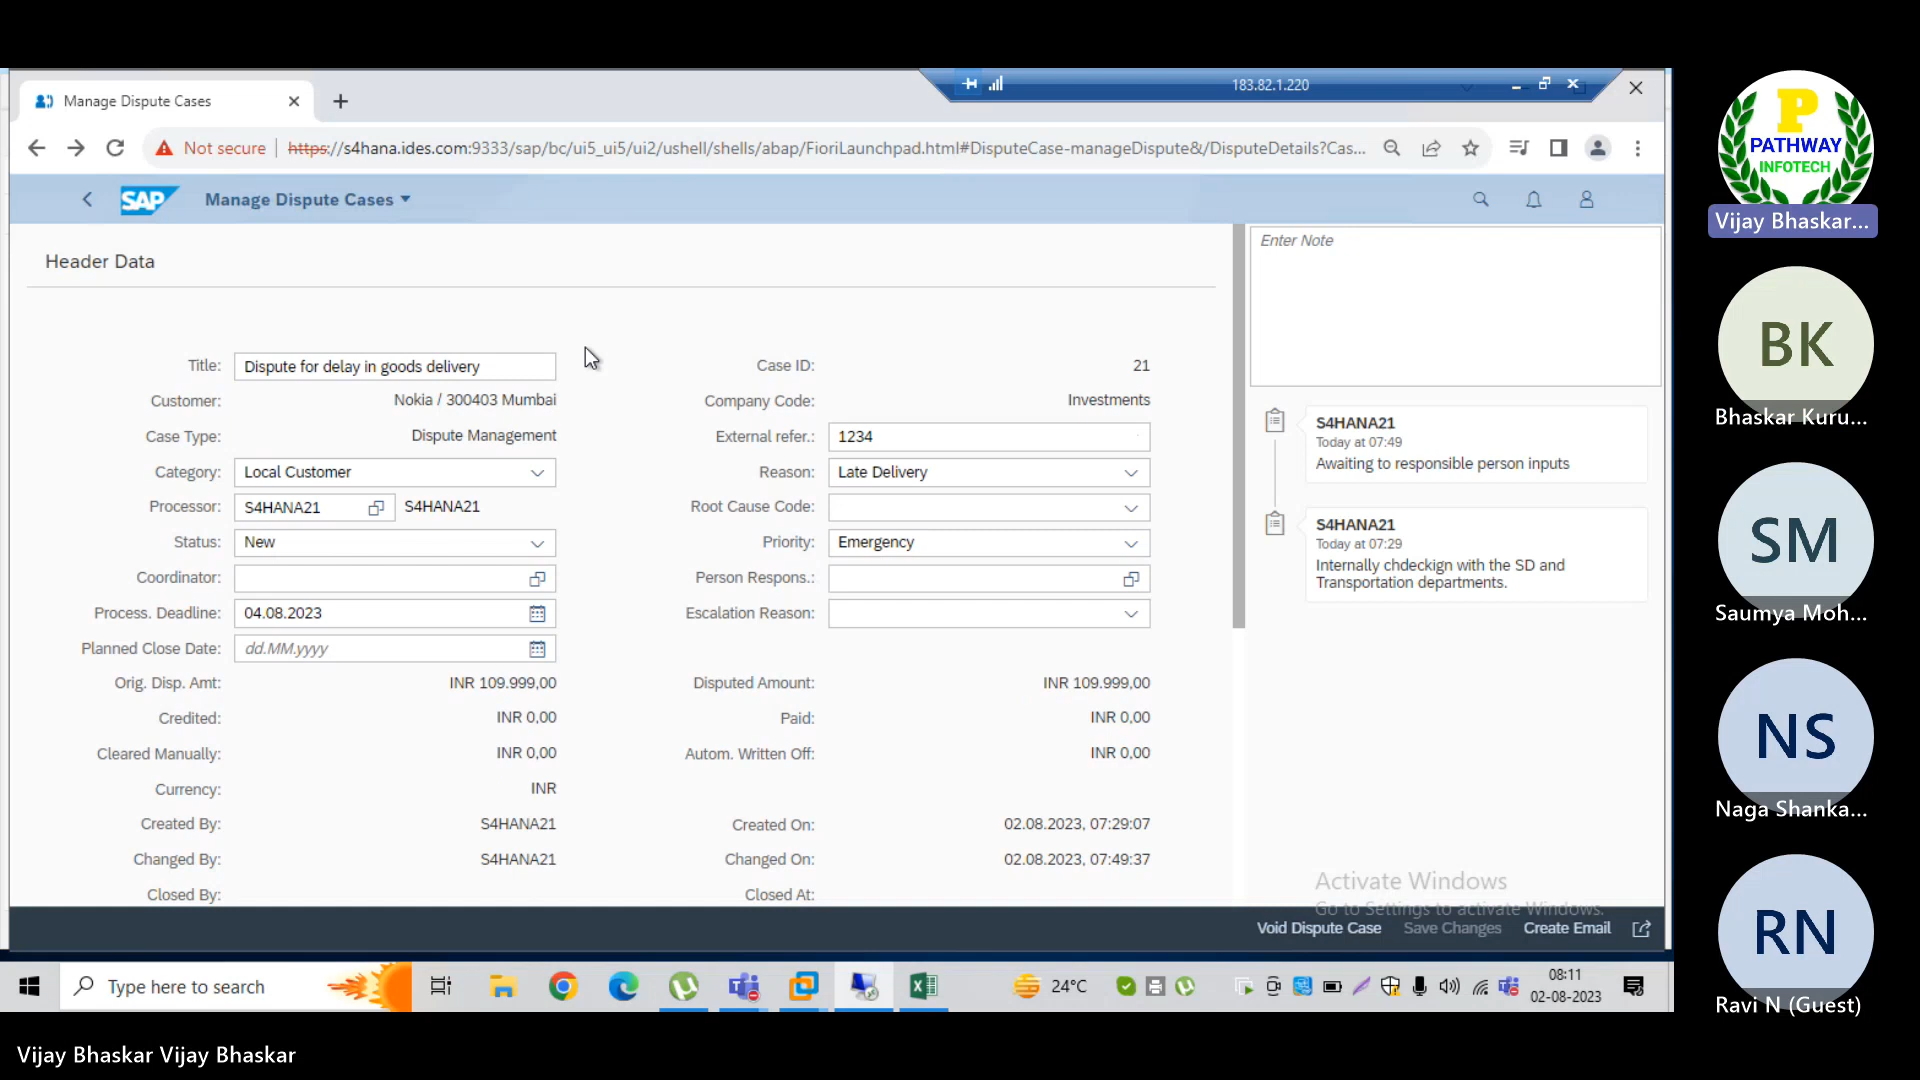 Manage Dispute Cases
183.82.1.220
Not secure
https://s4hana.ides.com:9333/sap/bc/ui5_ui5/ui2/ushell/shells/abap/FioriLaunchpad.html#DisputeCase-manageDispute&/DisputeDetails?Cas...
SAP
Manage Dispute Cases
Header Data
Title:
Dispute for delay in goods delivery
Case ID:
21
Customer:
Nokia / 300403 Mumbai
Company Code:
Investments
Case Type:
Dispute Management
External refer.:
1234
Category:
Local Customer
Reason:
Late Delivery
Processor:
S4HANA21
S4HANA21
Root Cause Code:
Status:
New
Priority:
Emergency
Coordinator:
Person Respons.:
Process. Deadline:
04.08.2023
Escalation Reason:
Planned Close Date:
dd.MM.yyyy
Orig. Disp. Amt:
INR 109.999,00
Disputed Amount:
INR 109.999,00
Credited:
INR 0,00
Paid:
INR 0,00
Cleared Manually:
INR 0,00
Autom. Written Off:
INR 0,00
Currency:
INR
Created By:
S4HANA21
Created On:
02.08.2023, 07:29:07
Changed By:
S4HANA21
Changed On:
02.08.2023, 07:49:37
Closed By:
Closed At:
Enter Note
S4HANA21
Today at 07:49
Awaiting to responsible person inputs
S4HANA21
Today at 07:29
Internally chdeckign with the SD and
Transportation departments.
Activate Windows
Go to Settings to activate Windows.
Void Dispute Case
Save Changes
Create Email
Type here to search
24°C
08:11
02-08-2023
P
PATHWAY
INFOTECH
Vijay Bhaskar...
BK
Bhaskar Kuru...
SM
Saumya Moh...
NS
Naga Shanka...
RN
Ravi N (Guest)
Vijay Bhaskar Vijay Bhaskar